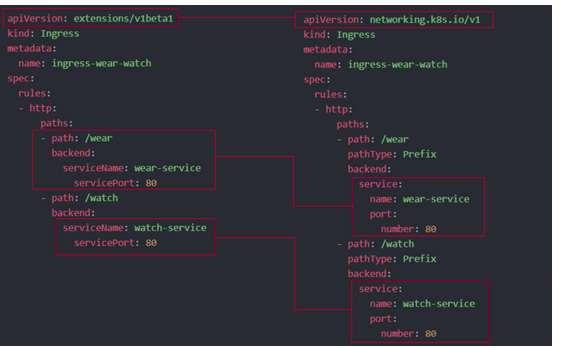 apiVersion: extensions/v1beta1
kind: Ingress
metadata:
  name: ingress-wear-watch
spec:
  rules:
  - http:
      paths:
      - path: /wear
        backend:
          serviceName: wear-service
            servicePort: 80
      - path: /watch
        backend:
          serviceName: watch-service
            servicePort: 80
apiVersion: networking.k8s.io/v1
kind: Ingress
metadata:
  name: ingress-wear-watch
spec:
  rules:
  - http:
      paths:
      - path: /wear
        pathType: Prefix
        backend:
          service:
            name: wear-service
            port:
              number: 80
      - path: /watch
        pathType: Prefix
        backend:
          service:
            name: watch-service
            port:
              number: 80